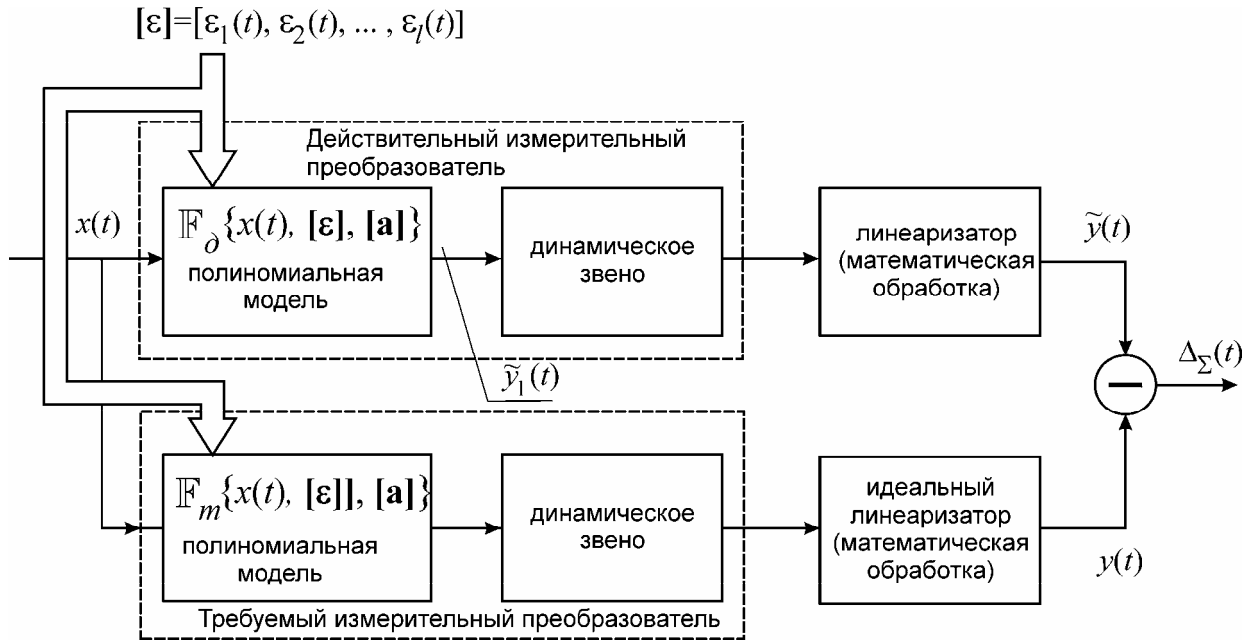 [ε]=[ε₁(t), ε₂(t), ... , εₗ(t)]
Действительный измерительный
преобразователь
x(t)
𝔽∂{x(t), [ε], [a]}
полиномиальная
модель
динамическое
звено
линеаризатор
(математическая
обработка)
ỹ(t)
ỹ₁(t)
Δ_Σ(t)
𝔽m{x(t), [ε]], [a]}
полиномиальная
модель
динамическое
звено
идеальный
линеаризатор
(математическая
обработка)
y(t)
Требуемый измерительный преобразователь